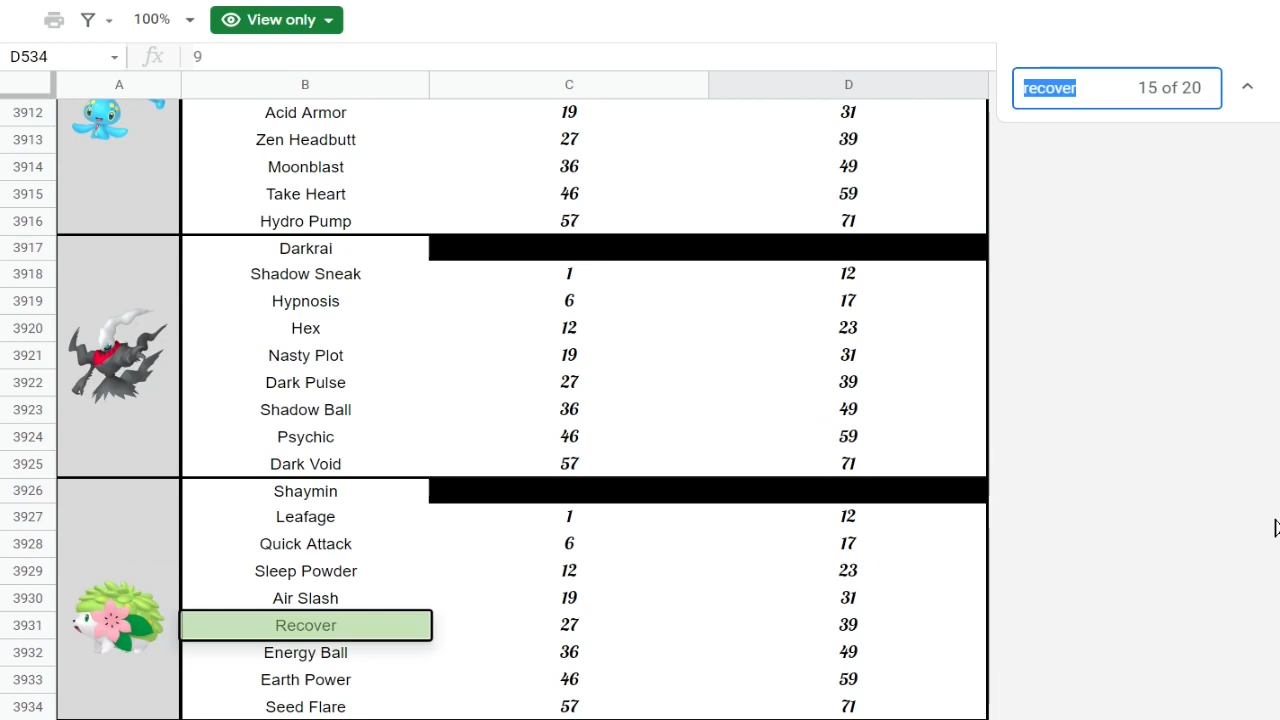 100% View only
D534 fx 9
recover 15 of 20
A B C D
3912 Acid Armor 19 31
3913 Zen Headbutt 27 39
3914 Moonblast 36 49
3915 Take Heart 46 59
3916 Hydro Pump 57 71
3917 Darkrai
3918 Shadow Sneak 1 12
3919 Hypnosis 6 17
3920 Hex 12 23
3921 Nasty Plot 19 31
3922 Dark Pulse 27 39
3923 Shadow Ball 36 49
3924 Psychic 46 59
3925 Dark Void 57 71
3926 Shaymin
3927 Leafage 1 12
3928 Quick Attack 6 17
3929 Sleep Powder 12 23
3930 Air Slash 19 31
3931 Recover 27 39
3932 Energy Ball 36 49
3933 Earth Power 46 59
3934 Seed Flare 57 71